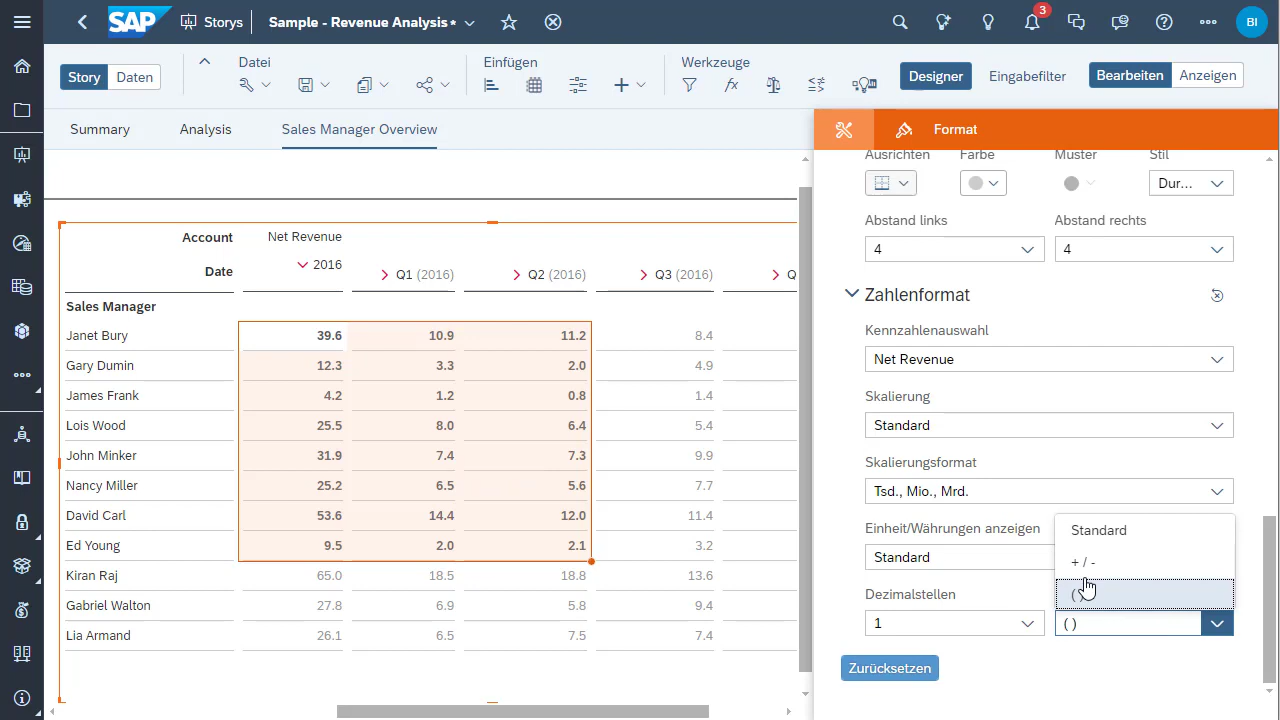 SAP Storys Sample - Revenue Analysis* 3 BI
Story Daten Datei Einfügen Werkzeuge Designer Eingabefilter Bearbeiten Anzeigen
Summary Analysis Sales Manager Overview
Format
Ausrichten Farbe Muster Stil
Dur...
Abstand links Abstand rechts
4 4
Zahlenformat
Kennzahlenauswahl
Net Revenue
Skalierung
Standard
Skalierungsformat
Tsd., Mio., Mrd.
Einheit/Währungen anzeigen
Standard
Standard
+ / -
( )
Dezimalstellen
1 ( )
Zurücksetzen
Account Net Revenue
Date 2016 Q1 (2016) Q2 (2016) Q3 (2016) Q
Sales Manager
Janet Bury 39.6 10.9 11.2 8.4
Gary Dumin 12.3 3.3 2.0 4.9
James Frank 4.2 1.2 0.8 1.4
Lois Wood 25.5 8.0 6.4 5.4
John Minker 31.9 7.4 7.3 9.9
Nancy Miller 25.2 6.5 5.6 7.7
David Carl 53.6 14.4 12.0 11.4
Ed Young 9.5 2.0 2.1 3.2
Kiran Raj 65.0 18.5 18.8 13.6
Gabriel Walton 27.8 6.9 5.8 9.4
Lia Armand 26.1 6.5 7.5 7.4